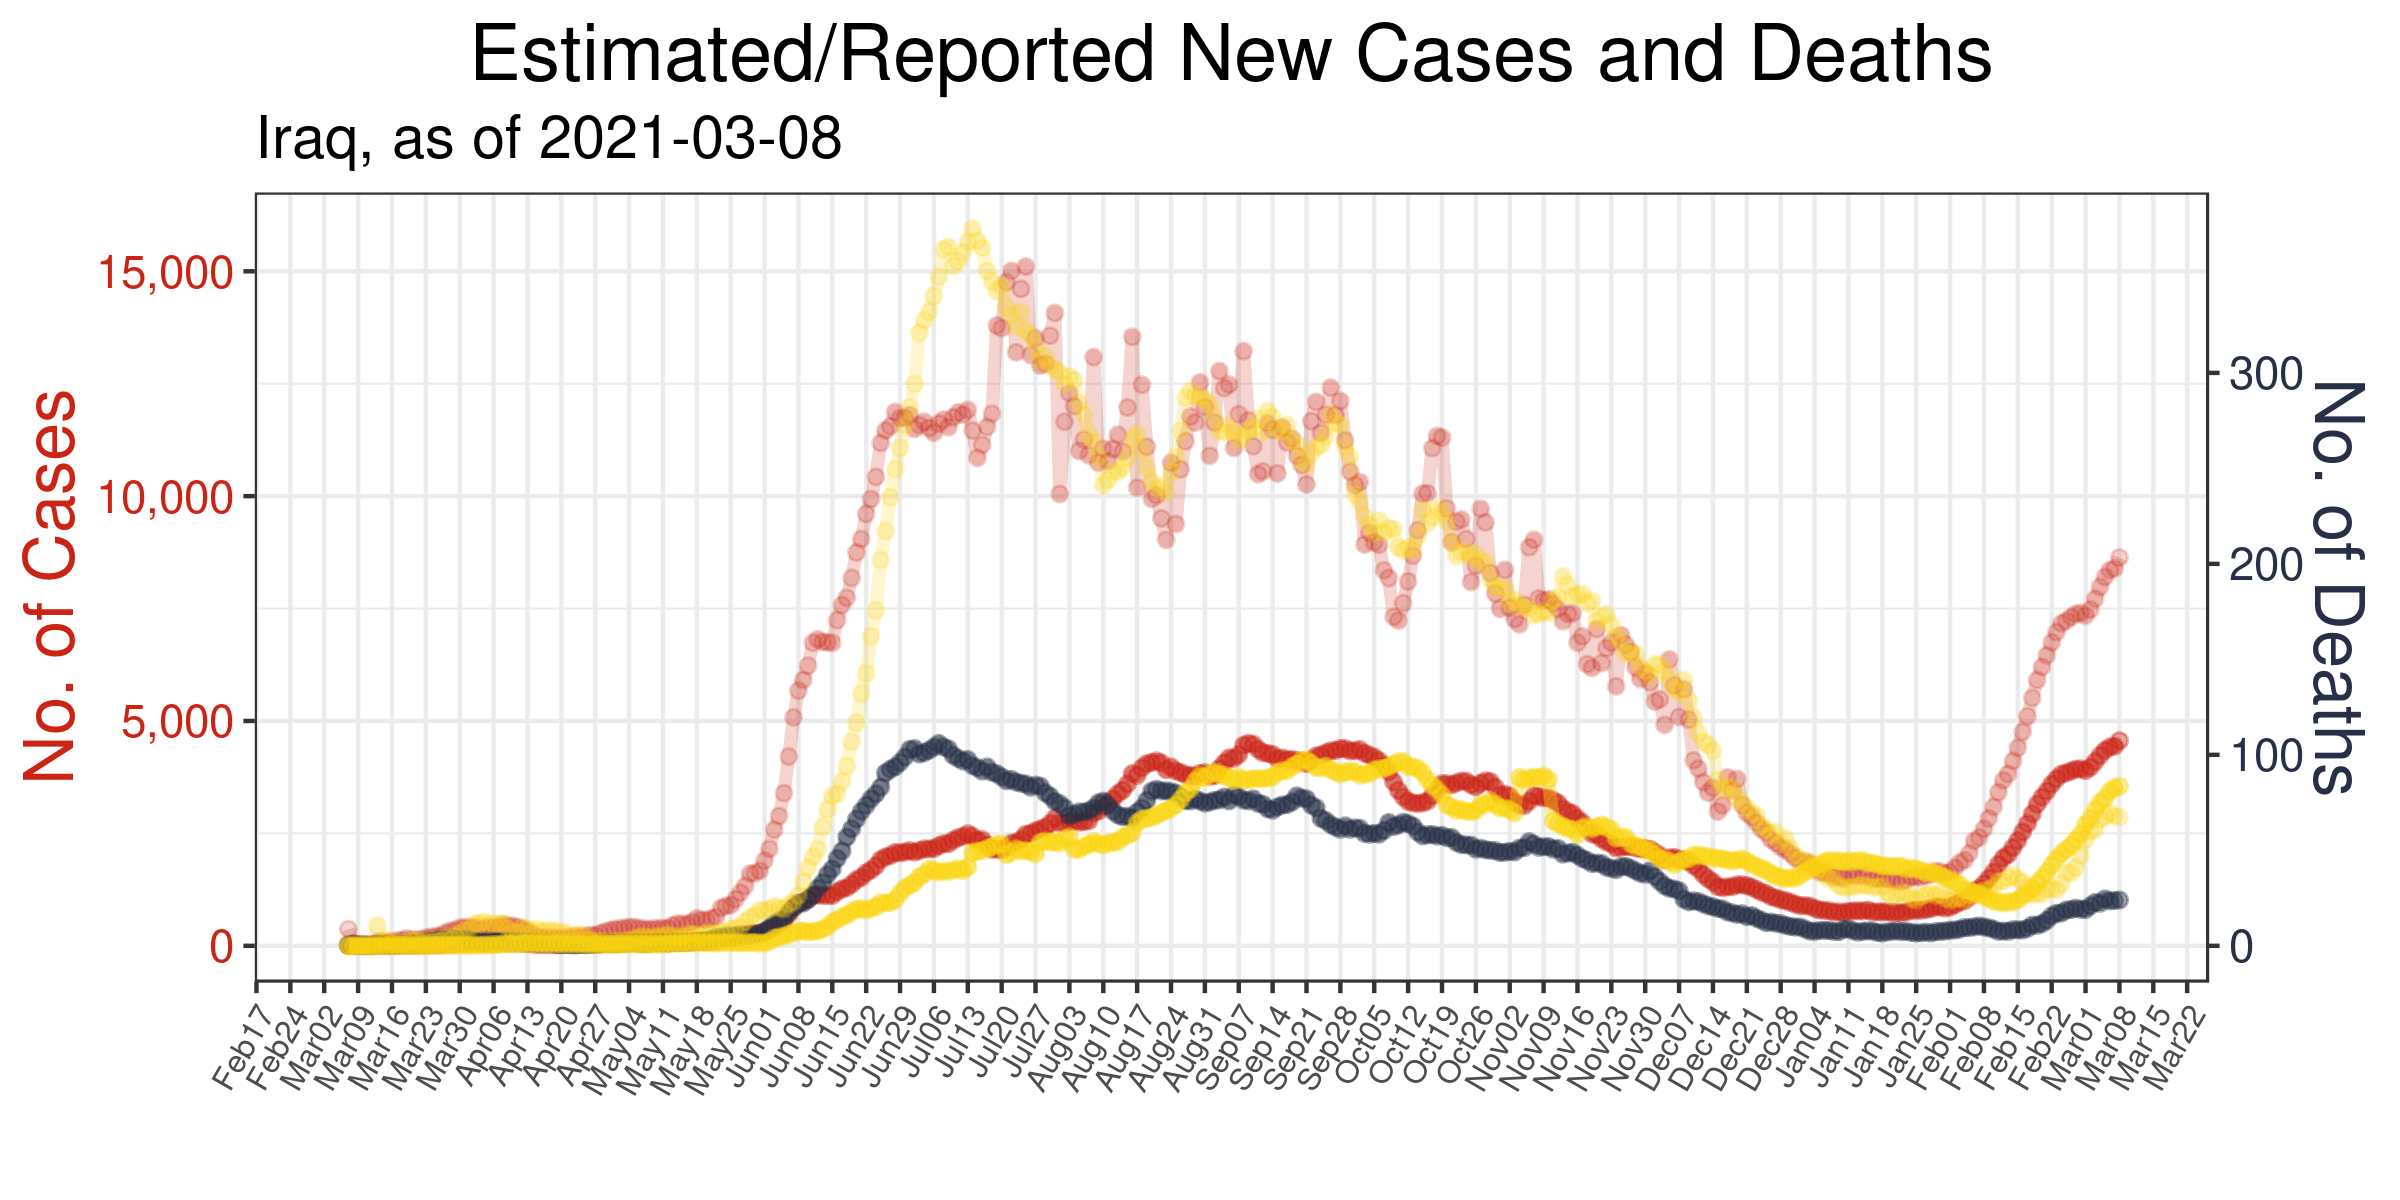 Estimated/Reported New Cases and Deaths
Iraq, as of 2021-03-08
No. of Cases
15,000
10,000
5,000
0
No. of Deaths
300
200
100
0
Feb17
Feb24
Mar02
Mar09
Mar16
Mar23
Mar30
Apr06
Apr13
Apr20
Apr27
May04
May11
May18
May25
Jun01
Jun08
Jun15
Jun22
Jun29
Jul06
Jul13
Jul20
Jul27
Aug03
Aug10
Aug17
Aug24
Aug31
Sep07
Sep14
Sep21
Sep28
Oct05
Oct12
Oct19
Oct26
Nov02
Nov09
Nov16
Nov23
Nov30
Dec07
Dec14
Dec21
Dec28
Jan04
Jan11
Jan18
Jan25
Feb01
Feb08
Feb15
Feb22
Mar01
Mar08
Mar15
Mar22